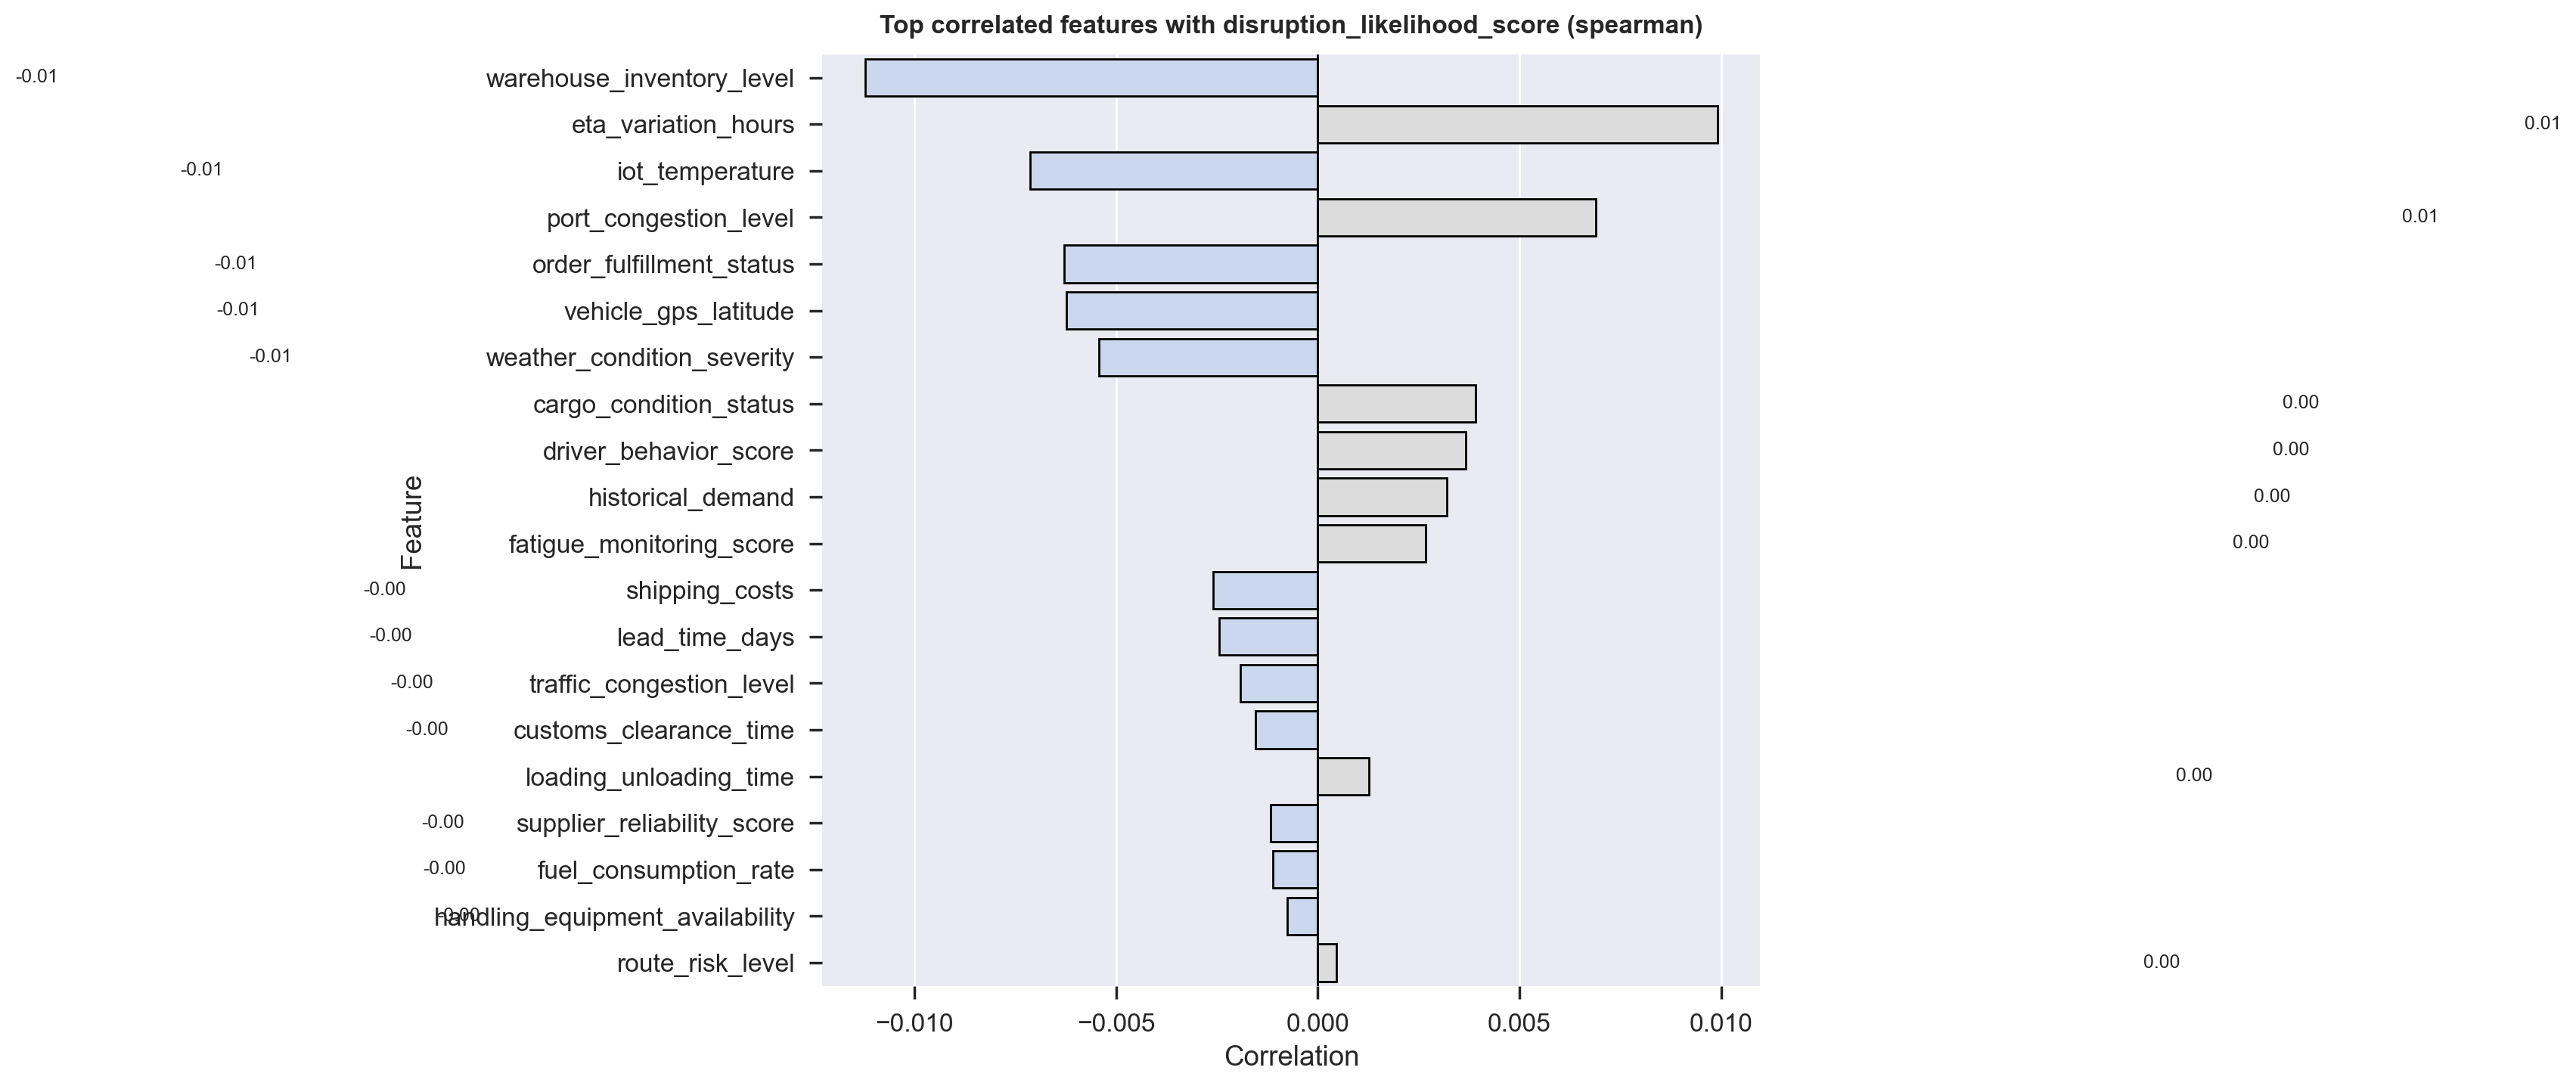 Top correlated features with disruption_likelihood_score (spearman)
-0.01 warehouse_inventory_level
eta_variation_hours 0.01
-0.01 iot_temperature
port_congestion_level 0.01
-0.01 order_fulfillment_status
-0.01 vehicle_gps_latitude
-0.01 weather_condition_severity
cargo_condition_status 0.00
driver_behavior_score 0.00
historical_demand 0.00
fatigue_monitoring_score 0.00
Feature
-0.00 shipping_costs
-0.00 lead_time_days
-0.00 traffic_congestion_level
-0.00 customs_clearance_time
loading_unloading_time 0.00
-0.00 supplier_reliability_score
-0.00 fuel_consumption_rate
-0.00 handling_equipment_availability
route_risk_level 0.00
−0.010 −0.005 0.000 0.005 0.010
Correlation